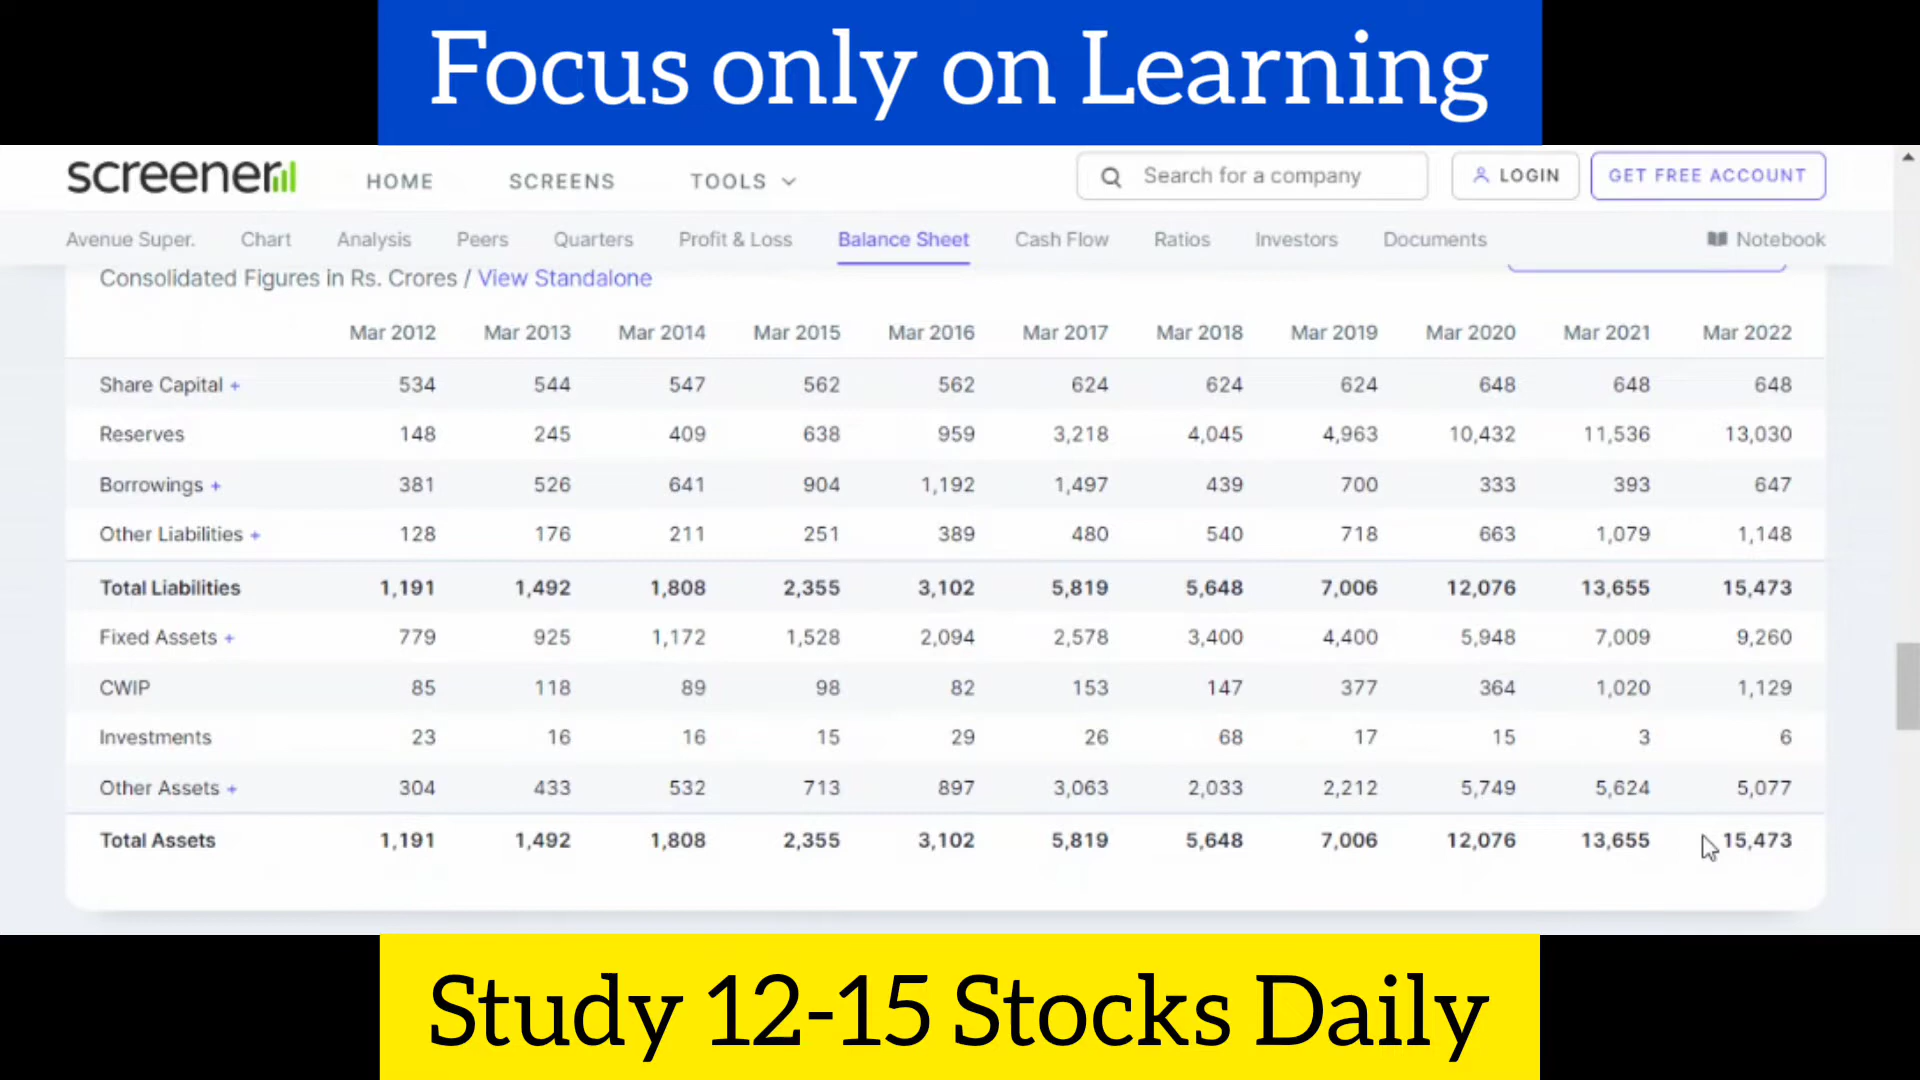 Focus only on Learning
screener
HOME SCREENS TOOLS Search for a company LOGIN GET FREE ACCOUNT
Avenue Super. Chart Analysis Peers Quarters Profit & Loss Balance Sheet Cash Flow Ratios Investors Documents Notebook
Consolidated Figures in Rs. Crores / View Standalone
Mar 2012 Mar 2013 Mar 2014 Mar 2015 Mar 2016 Mar 2017 Mar 2018 Mar 2019 Mar 2020 Mar 2021 Mar 2022
Share Capital + 534 544 547 562 562 624 624 624 648 648 648
Reserves 148 245 409 638 959 3,218 4,045 4,963 10,432 11,536 13,030
Borrowings + 381 526 641 904 1,192 1,497 439 700 333 393 647
Other Liabilities + 128 176 211 251 389 480 540 718 663 1,079 1,148
Total Liabilities 1,191 1,492 1,808 2,355 3,102 5,819 5,648 7,006 12,076 13,655 15,473
Fixed Assets + 779 925 1,172 1,528 2,094 2,578 3,400 4,400 5,948 7,009 9,260
CWIP 85 118 89 98 82 153 147 377 364 1,020 1,129
Investments 23 16 16 15 29 26 68 17 15 3 6
Other Assets + 304 433 532 713 897 3,063 2,033 2,212 5,749 5,624 5,077
Total Assets 1,191 1,492 1,808 2,355 3,102 5,819 5,648 7,006 12,076 13,655 15,473
Study 12-15 Stocks Daily